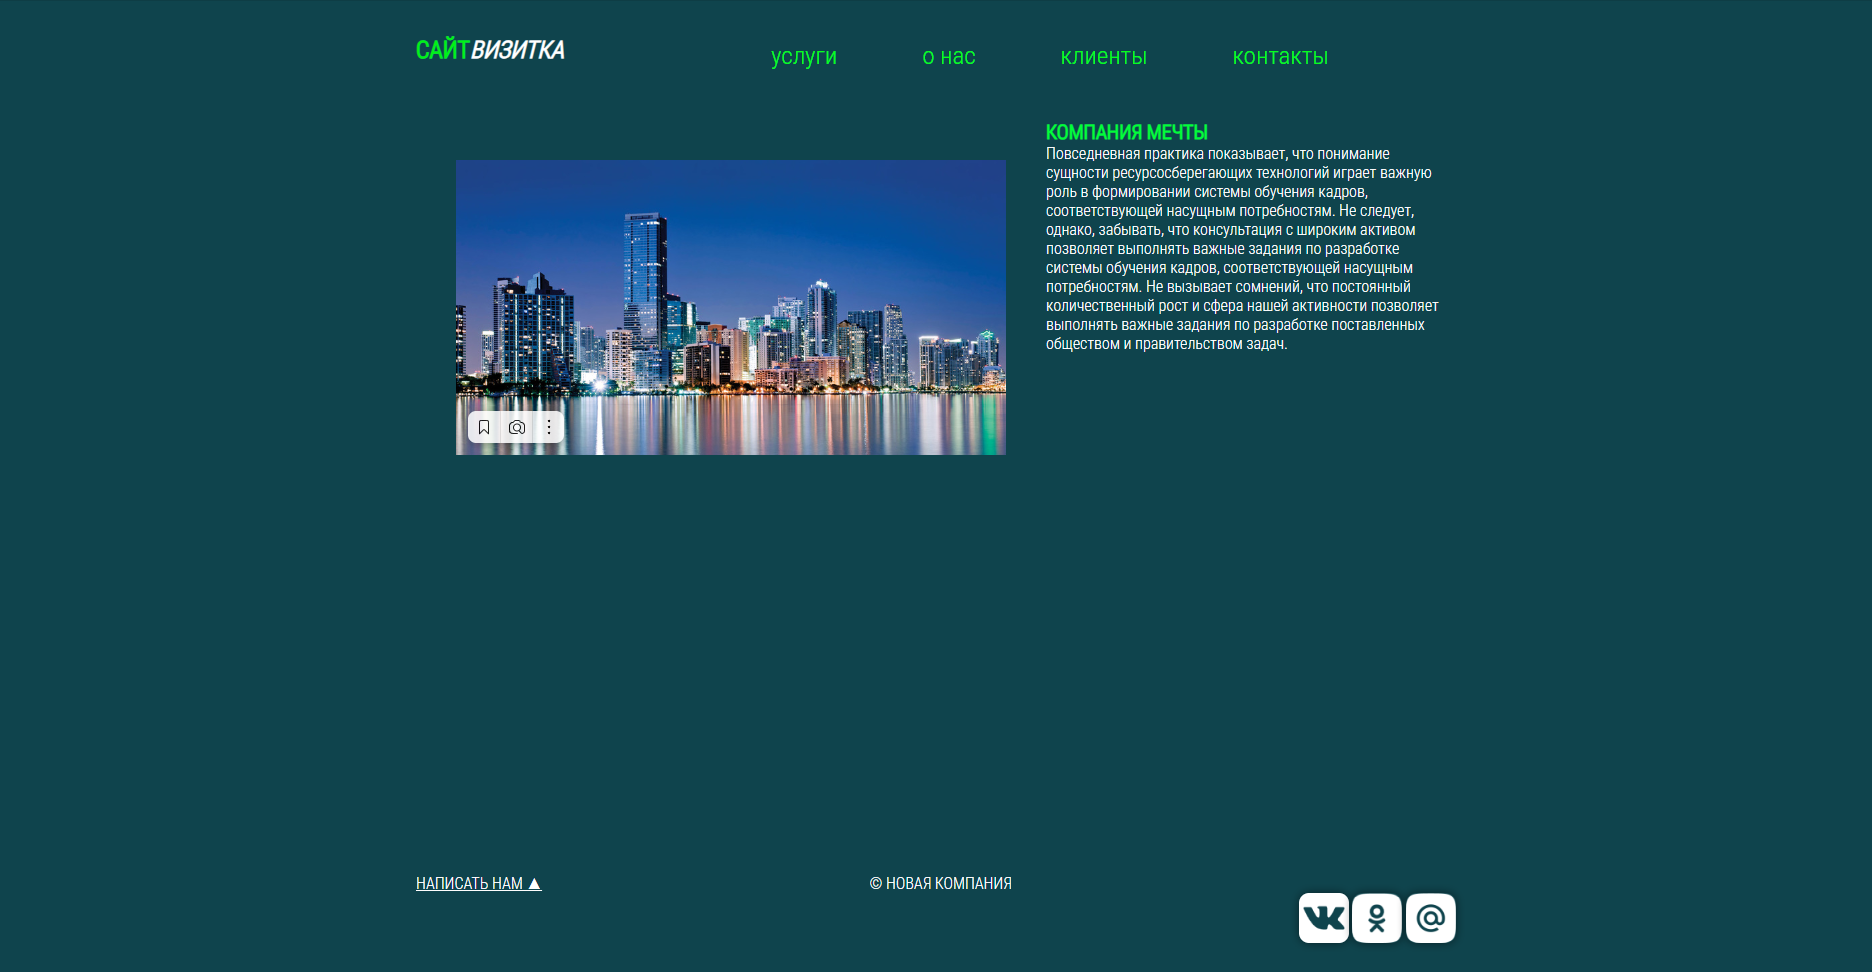 САЙТВИЗИТКА
услуги о нас клиенты контакты
КОМПАНИЯ МЕЧТЫ
Повседневная практика показывает, что понимание
сущности ресурсосберегающих технологий играет важную
роль в формировании системы обучения кадров,
соответствующей насущным потребностям. Не следует,
однако, забывать, что консультация с широким активом
позволяет выполнять важные задания по разработке
системы обучения кадров, соответствующей насущным
потребностям. Не вызывает сомнений, что постоянный
количественный рост и сфера нашей активности позволяет
выполнять важные задания по разработке поставленных
обществом и правительством задач.
НАПИСАТЬ НАМ ▲
© НОВАЯ КОМПАНИЯ